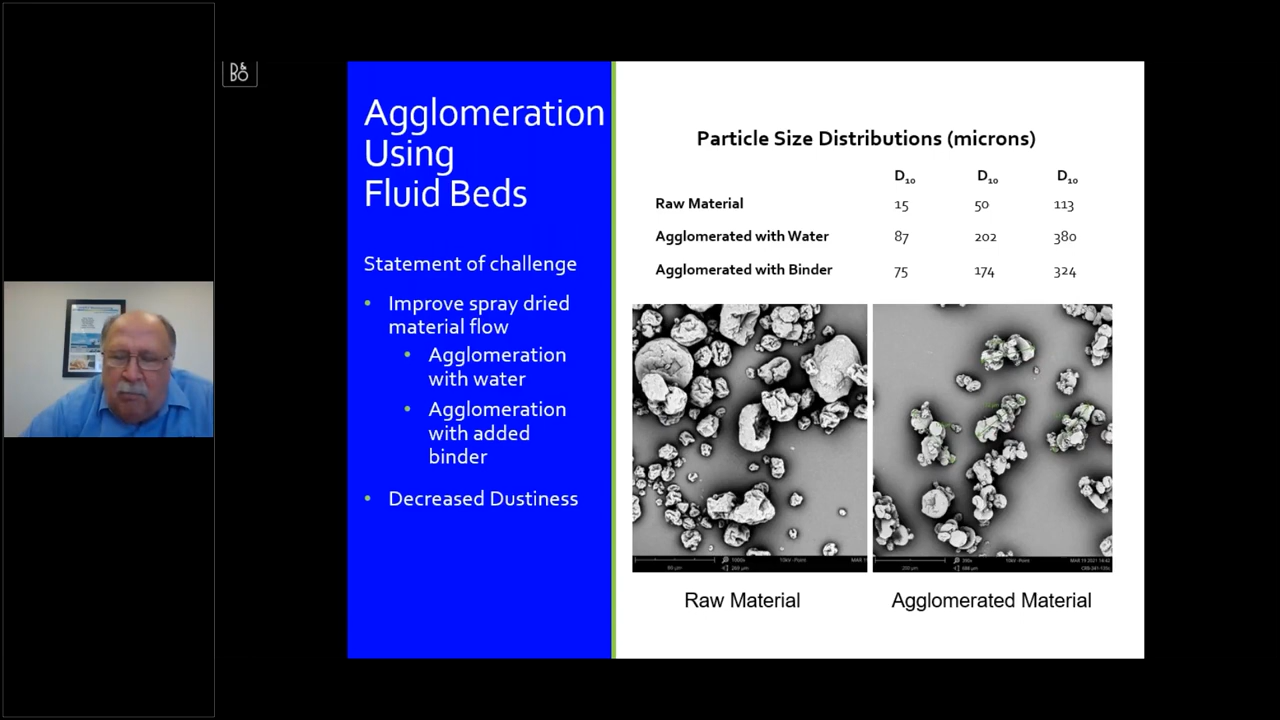 Agglomeration
Using
Fluid Beds
Statement of challenge
• Improve spray dried
material flow
• Agglomeration
with water
• Agglomeration
with added
binder
• Decreased Dustiness
Particle Size Distributions (microns)
D10 D10 D10
Raw Material 15 50 113
Agglomerated with Water 87 202 380
Agglomerated with Binder 75 174 324
Raw Material
Agglomerated Material